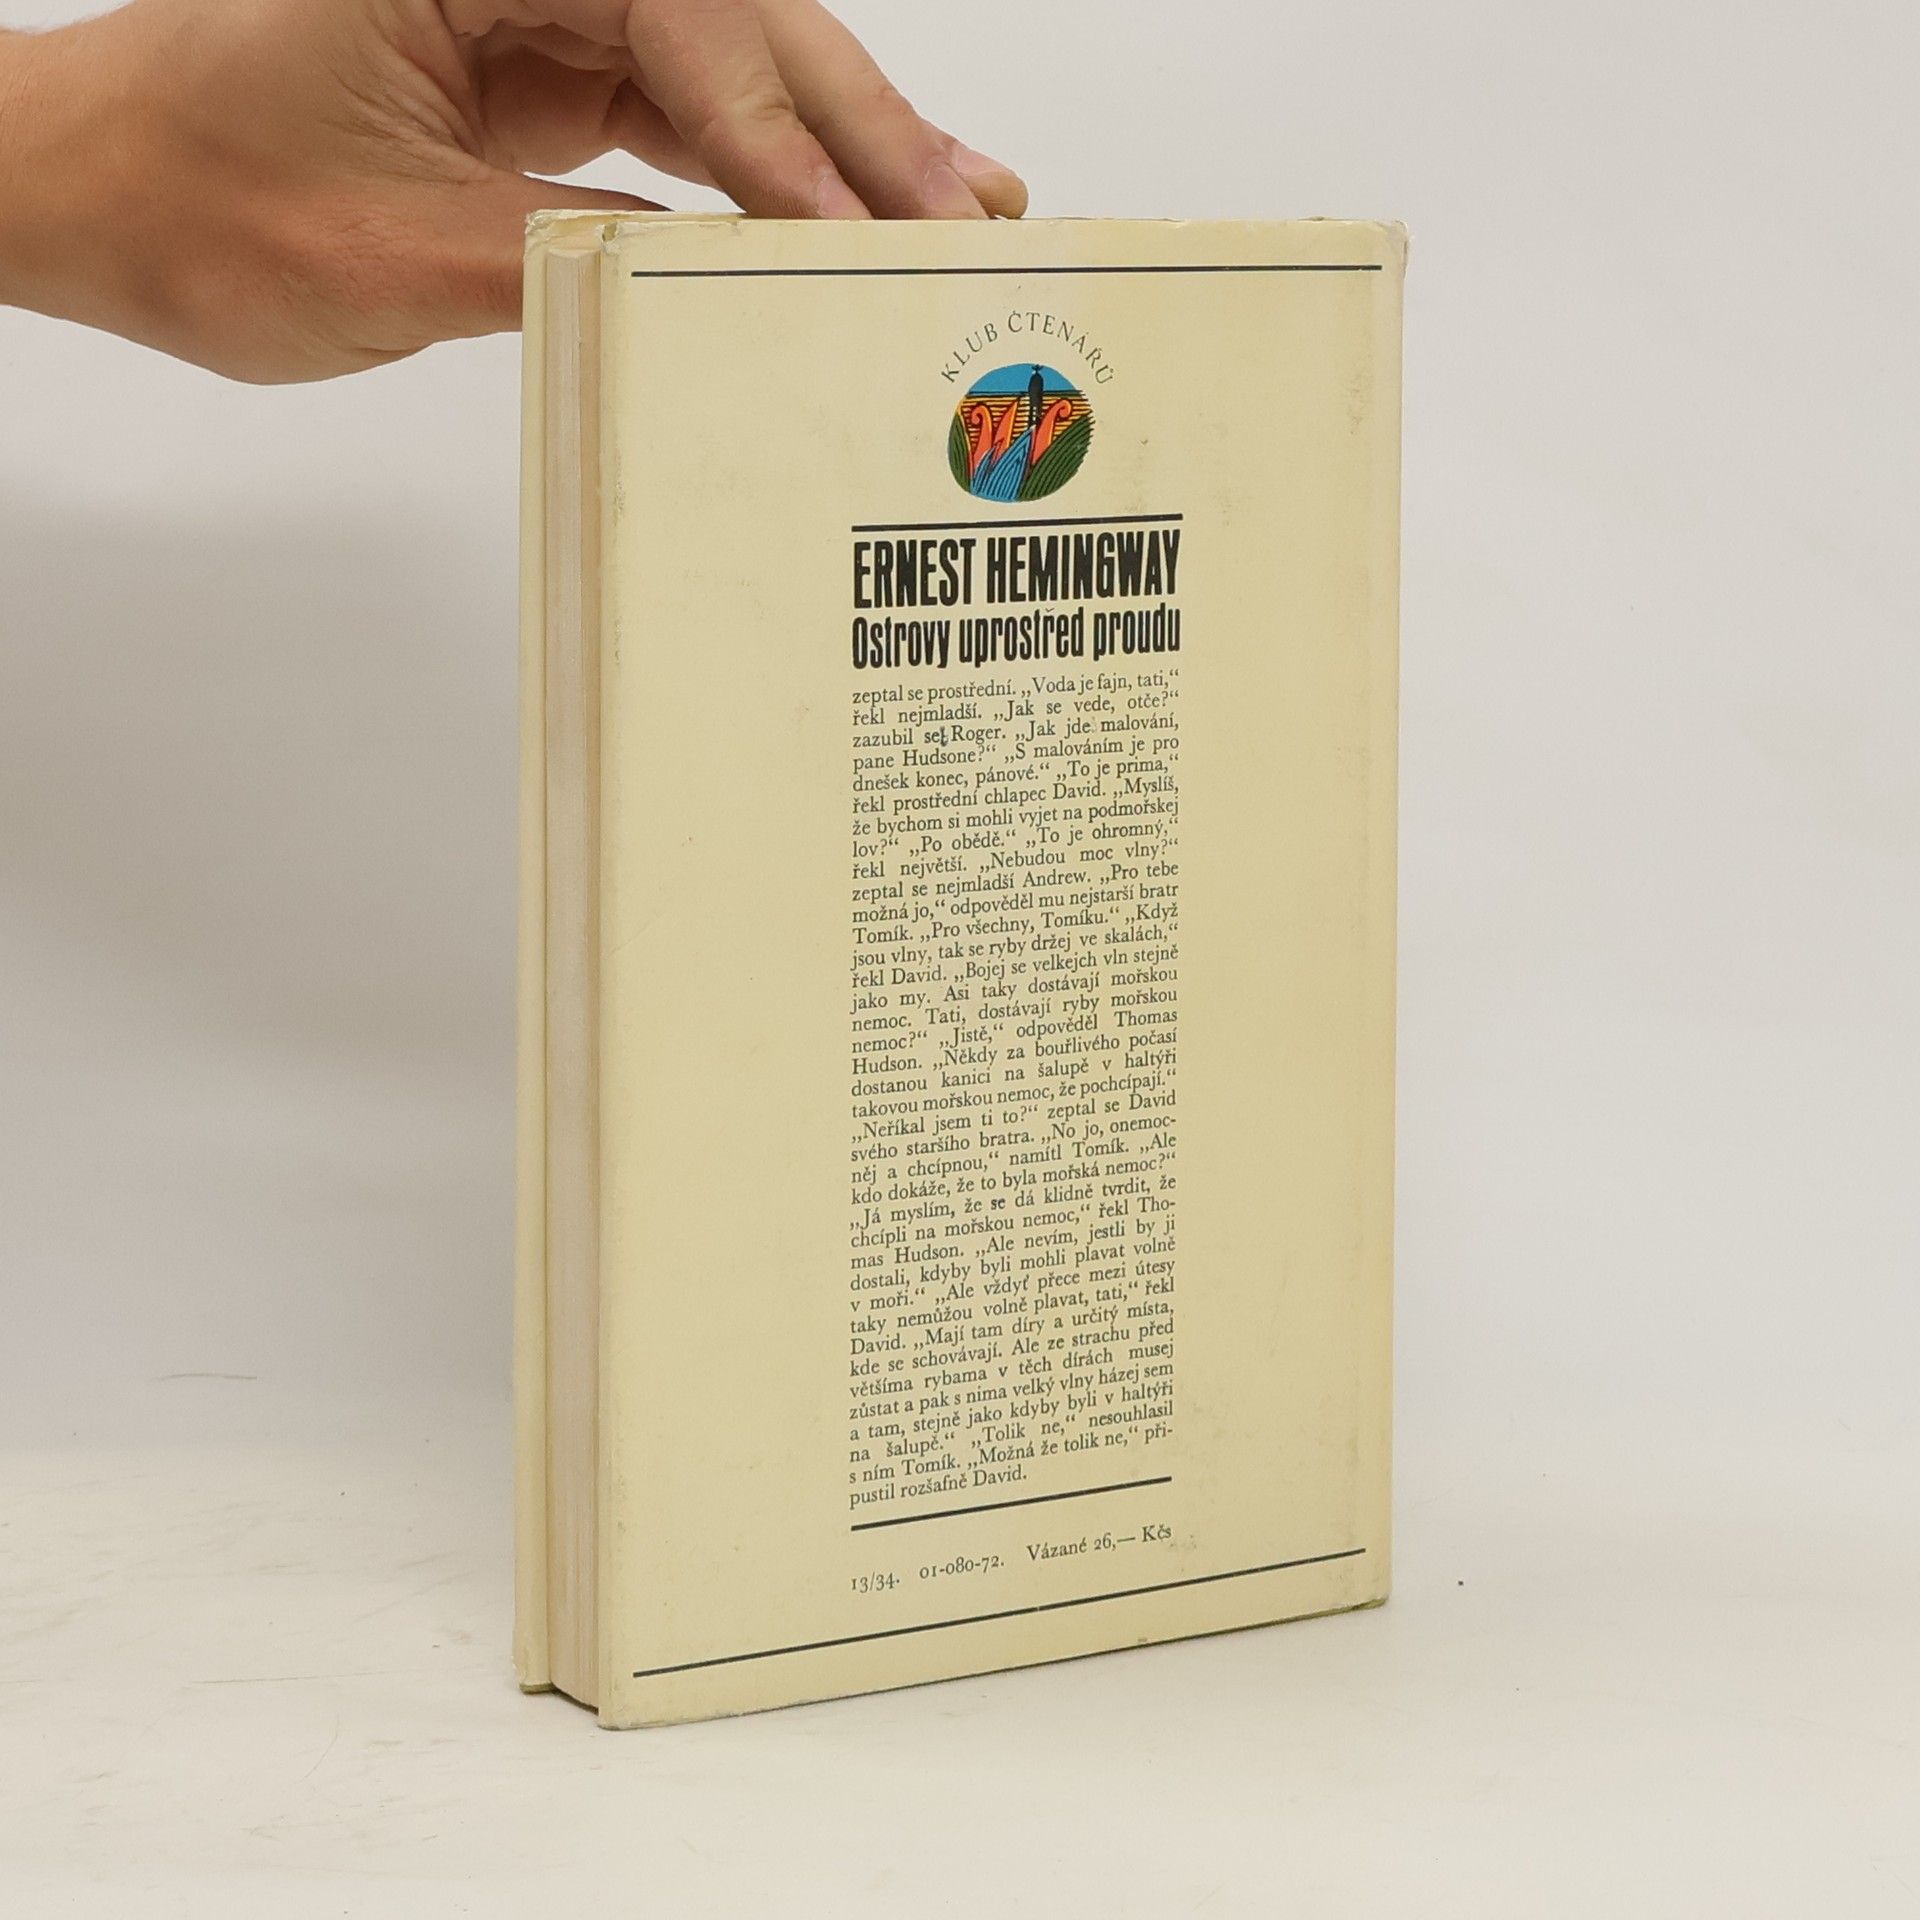 KLUB ČTENÁŘŮ
ERNEST HEMINGWAY
Ostrovy uprostřed proudu
zeptal se prostřední. „Voda je fajn, tati,“
řekl nejmladší. „Jak se vede, otče?“
zazubil se Roger. „Jak jde malování,
pane Hudsone?“ „S malováním je pro
dnešek konec, pánové.“ „To je prima,“
řekl prostřední chlapec David. „Myslíš,
že bychom si mohli vyjet na podmořskej
lov?“ „Po obědě.“ „To je ohromný,“
řekl největší. „Nebudou moc vlny?“
zeptal se nejmladší Andrew. „Pro tebe
možná jo,“ odpověděl mu nejstarší bratr
Tomík. „Pro všechny, Tomíku.“ „Když
jsou vlny, tak se ryby držej ve skalách,“
řekl David. „Bojej se velkejch vln stejně
jako my. Asi taky dostávají mořskou
nemoc. Tati, dostávají ryby mořskou
nemoc?“ „Jistě,“ odpověděl Thomas
Hudson. „Někdy za bouřlivého počasí
dostanou kanici na šalupě v haltýři
takovou mořskou nemoc, že pochcípají.“
„Neříkal jsem ti to?“ zeptal se David
svého staršího bratra. „No jo, onemoc-
něj a chcípnou,“ namítl Tomík. „Ale
kdo dokáže, že to byla mořská nemoc?“
„Já myslím, že se dá klidně tvrdit, že
chcípli na mořskou nemoc,“ řekl Tho-
mas Hudson. „Ale nevím, jestli by ji
dostali, kdyby byli mohli plavat volně
v moři.“ „Ale vždyť přece mezi útesy
taky nemůžou volně plavat, tati,“ řekl
David. „Mají tam díry a určitý místa,
kde se schovávají. Ale ze strachu před
většíma rybama v těch dírách musej
zůstat a pak s nima velký vlny házej sem
a tam, stejně jako kdyby byli v haltýři
na šalupě.“ „Tolik ne,“ nesouhlasil
s ním Tomík. „Možná že tolik ne,“ při-
pustil rozšafně David.
13/34. 01-080-72. Vázané 26,— Kčs